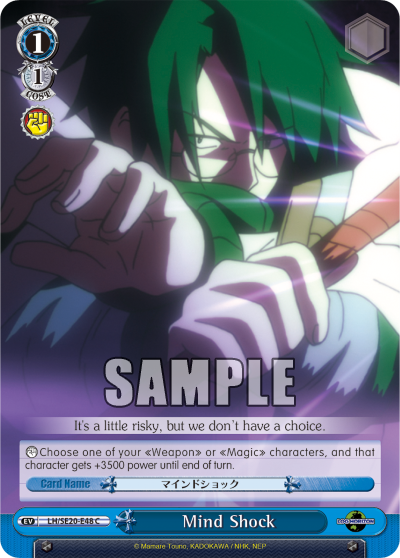 LEVEL
1
1
COST
SAMPLE
It's a little risky, but we don't have a choice.
Choose one of your «Weapon» or «Magic» characters, and that
character gets +3500 power until end of turn.
Card Name マインドショック
EV LH/SE20-E48 C Mind Shock LOG HORIZON
© Mamare Touno, KADOKAWA / NHK, NEP